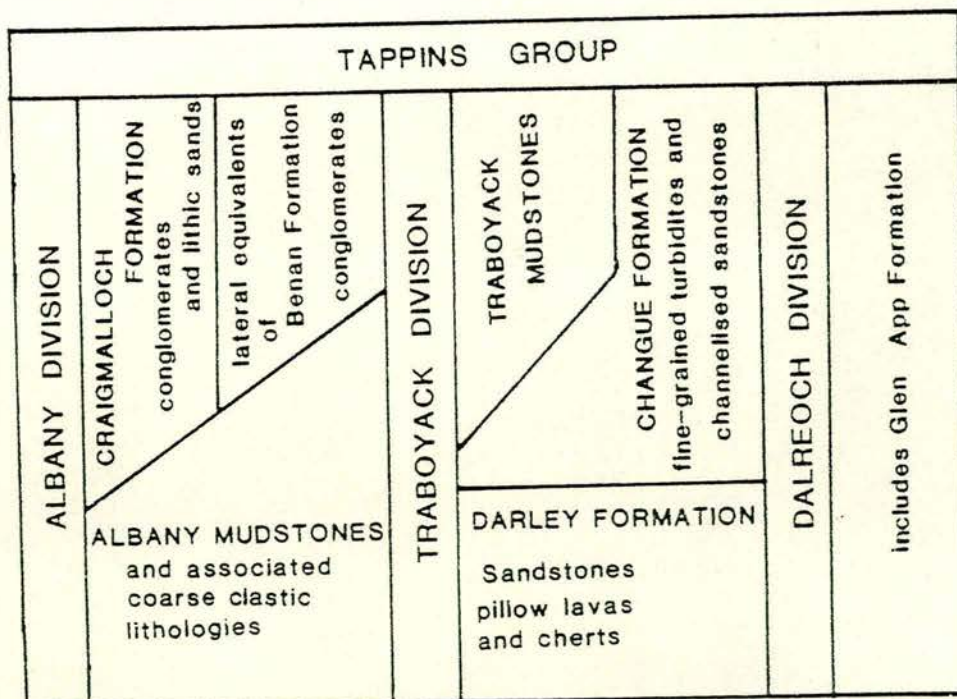 TAPPINS GROUP
ALBANY DIVISION
CRAIGMALLOCH
FORMATION
conglomerates
and lithic sands
lateral equivalents
of
Benan Formation
conglomerates
ALBANY MUDSTONES
and associated
coarse clastic
lithologies
TRABOYACK DIVISION
TRABOYACK
MUDSTONES
CHANGUE FORMATION
fine-grained turbidites and
channelised sandstones
DARLEY FORMATION
Sandstones
pillow lavas
and cherts
DALREOCH DIVISION
includes Glen App Formation